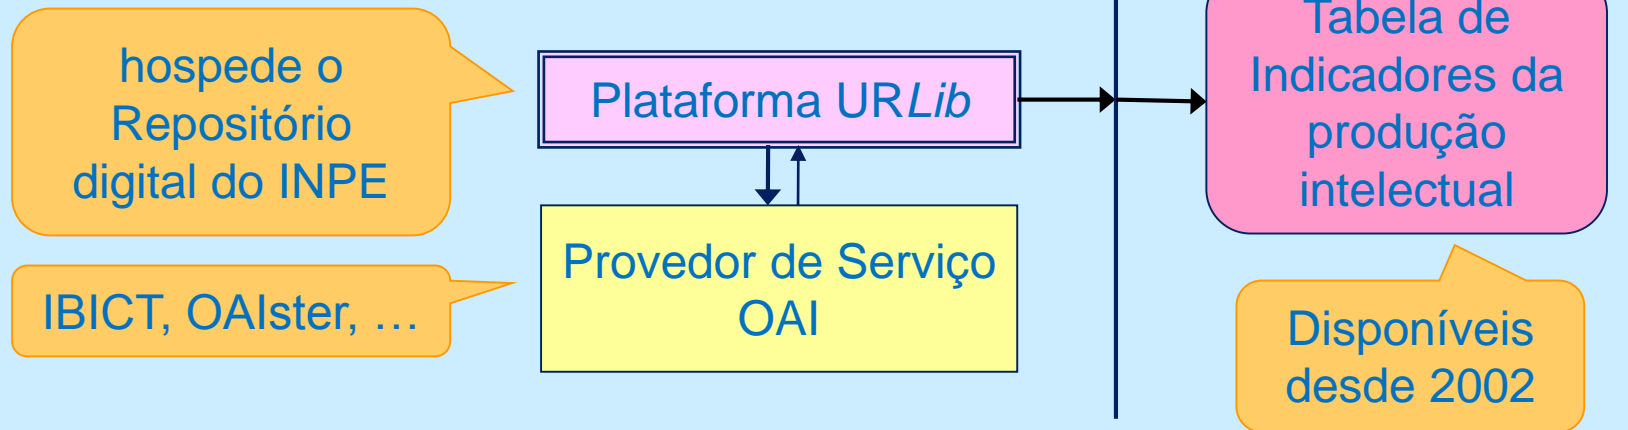 hospede o
Repositório
digital do INPE
Plataforma URLib
Tabela de
Indicadores da
produção
intelectual
IBICT, OAIster, …
Provedor de Serviço
OAI
Disponíveis
desde 2002